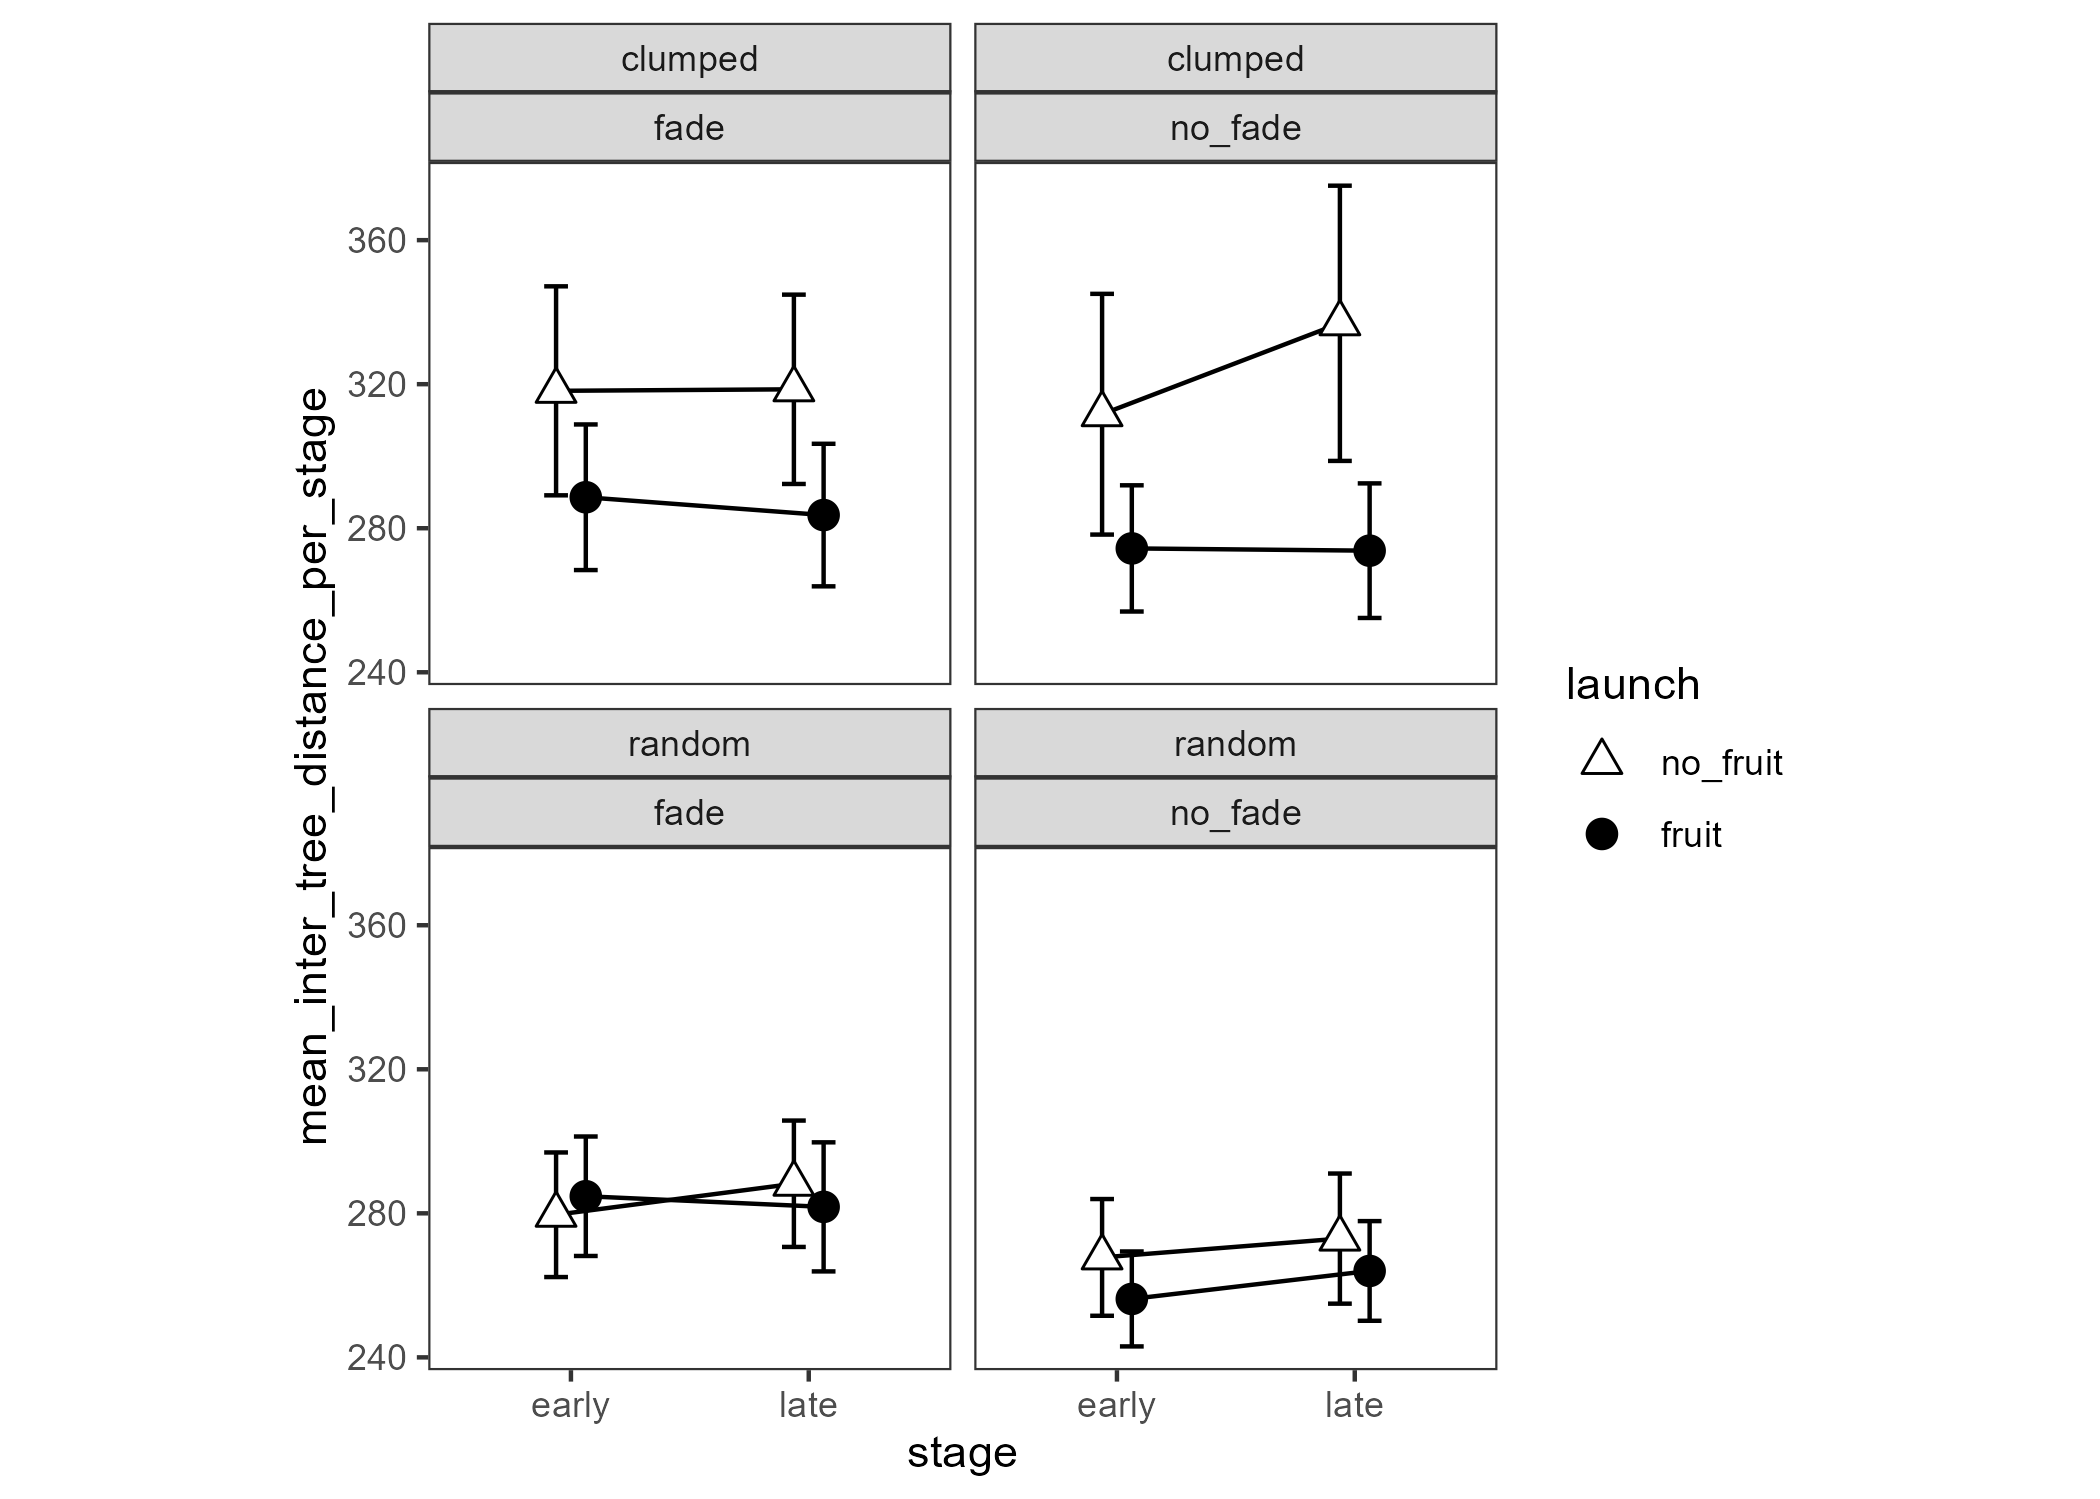 clumped
fade
clumped
no_fade
360
320
280
240
random
fade
random
no_fade
360
320
280
240
early
late
early
late
stage
mean_inter_tree_distance_per_stage
launch
no_fruit
fruit